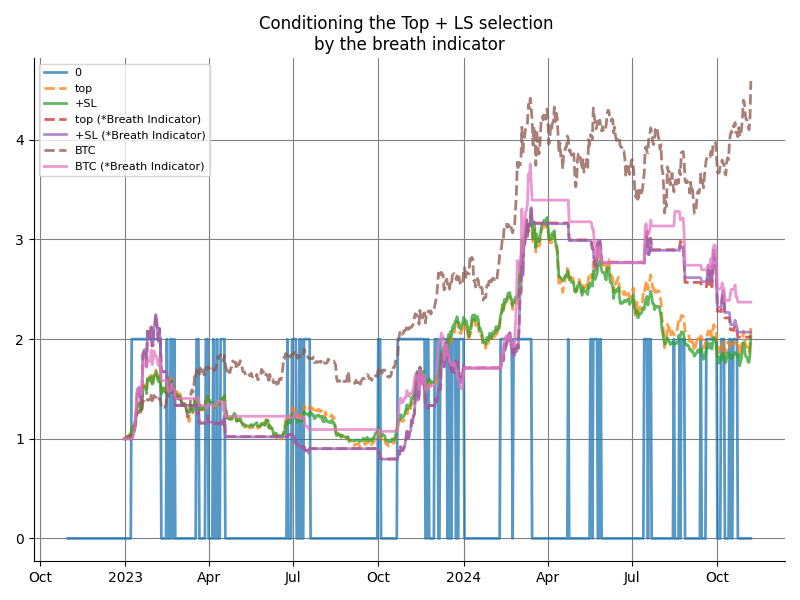 Conditioning the Top + LS selection
by the breath indicator
0
top
+SL
top (*Breath Indicator)
+SL (*Breath Indicator)
BTC
BTC (*Breath Indicator)
4
3
2
1
0
Oct 2023 Apr Jul Oct 2024 Apr Jul Oct